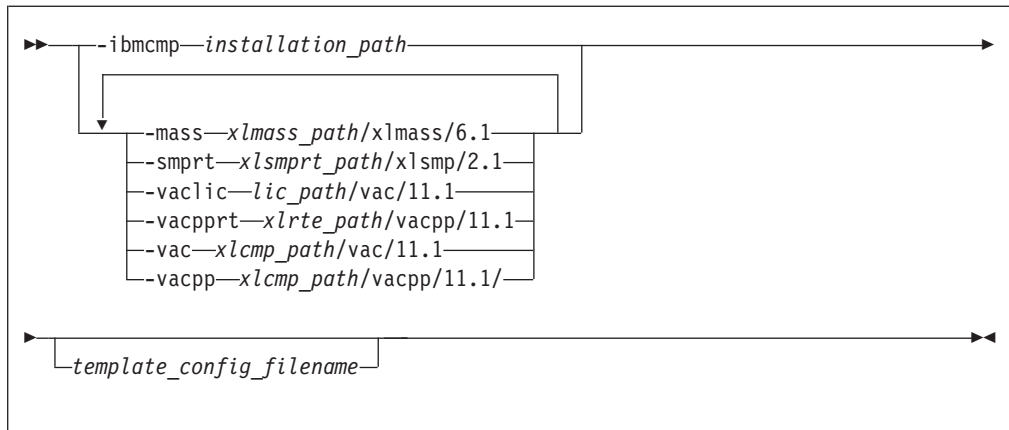 -ibmcmp installation_path
-mass xlmass_path/xlmass/6.1
-smprt xlsmprt_path/xlsmp/2.1
-vaclic lic_path/vac/11.1
-vacpprt xlrte_path/vacpp/11.1
-vac xlcmp_path/vac/11.1
-vacpp xlcmp_path/vacpp/11.1/
template_config_filename